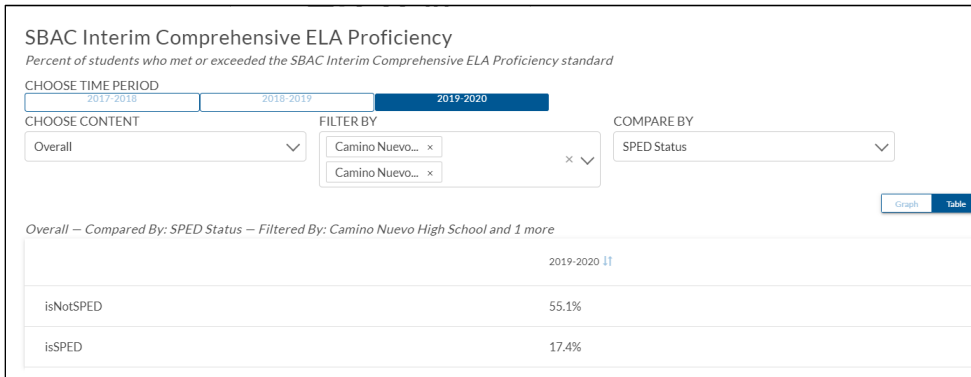 SBAC Interim Comprehensive ELA Proficiency
Percent of students who met or exceeded the SBAC Interim Comprehensive ELA Proficiency standard
CHOOSE TIME PERIOD
2017-2018 2018-2019 2019-2020
CHOOSE CONTENT FILTER BY COMPARE BY
Overall Camino Nuevo... × × SPED Status
Camino Nuevo... ×
Graph Table
Overall — Compared By: SPED Status — Filtered By: Camino Nuevo High School and 1 more
2019-2020
isNotSPED 55.1%
isSPED 17.4%